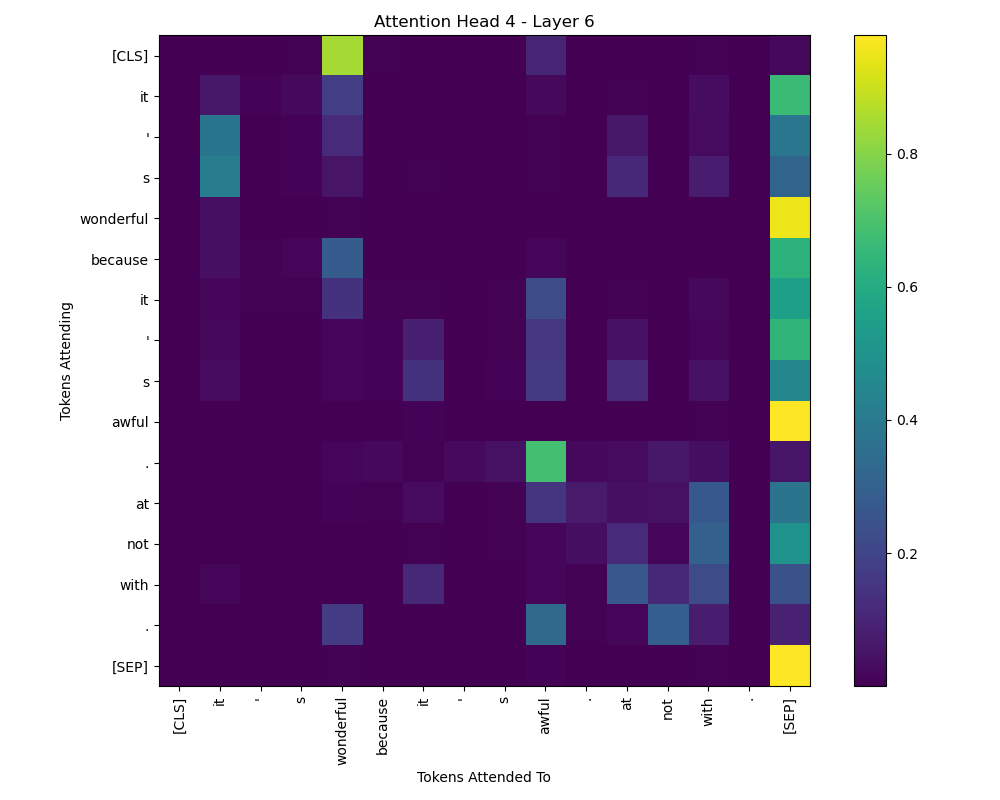 Attention Head 4 - Layer 6
Tokens Attending
[CLS]
it
'
s
wonderful
because
it
'
s
awful
.
at
not
with
.
[SEP]
[CLS]
it
'
s
wonderful
because
it
'
s
awful
.
at
not
with
.
[SEP]
Tokens Attended To
0.8
0.6
0.4
0.2